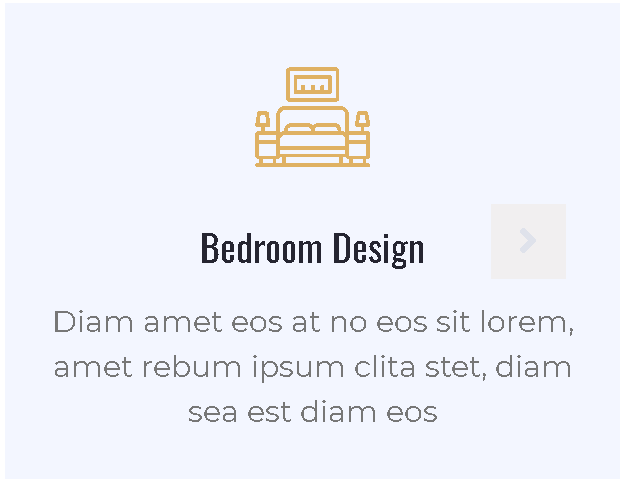 Bedroom Design
Diam amet eos at no eos sit lorem,
amet rebum ipsum clita stet, diam
sea est diam eos